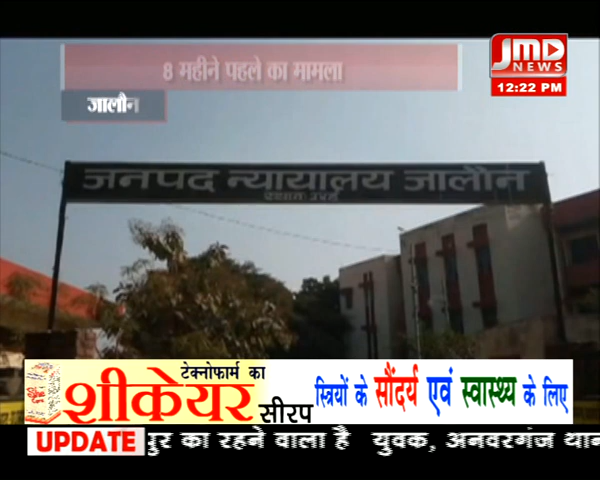 8 महीने पहले का मामला
JMD
NEWS
12:22 PM
जालौन
जनपद न्यायालय जालौन
टेक्नोफार्म का
शीकेयर
सीरप
स्त्रियों के सौंदर्य एवं स्वास्थ्य के लिए
UPDATE
पुर का रहने वाला है युवक, अनवरगंज थान